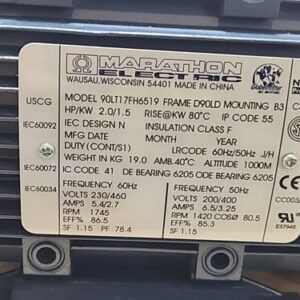 MARATHON
ELECTRIC
WAUSAU, WISCONSIN 54401 MADE IN CHINA
USCG MODEL 90LT17FH6519 FRAME D90LD MOUNTING B3
HP/KW 2.0/1.5 RISE@KW 80°C IP CODE 55
IEC60092 IEC DESIGN N INSULATION CLASS F
MFG DATE MONTH YEAR
DUTY (CONT/S1) LRCODE 60Hz/50Hz J/H
WEIGHT IN KG 19.0 AMB.40°C ALTITUDE 1000M
IEC60072 IC CODE 41 DE BEARING 6205 ODE BEARING 6205
IEC60034 FREQUENCY 60Hz FREQUENCY 50Hz
VOLTS 230/460 VOLTS 200/400
AMPS 5.4/2.7 AMPS 6.5/3.25
RPM 1745 RPM 1420 COSØ 80.5
EFF% 86.5 EFF% 85.3
SF 1.15 PF 78.4 SF 1.15
CC
E57948